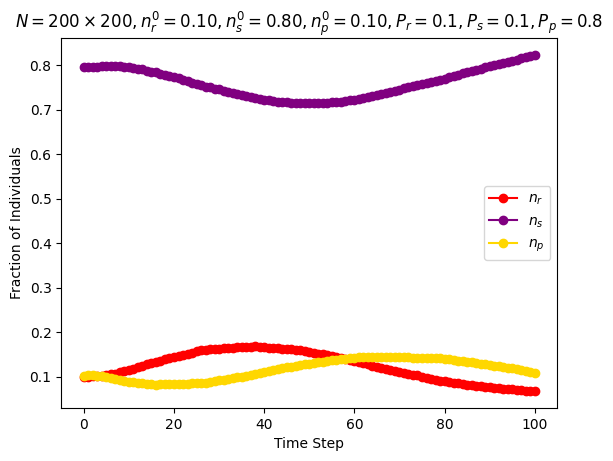 N = 200 × 200, n_r^0 = 0.10, n_s^0 = 0.80, n_p^0 = 0.10, P_r = 0.1, P_s = 0.1, P_p = 0.8
0.8
0.7
0.6
0.5
0.4
0.3
0.2
0.1
Fraction of Individuals
n_r
n_s
n_p
0 20 40 60 80 100
Time Step